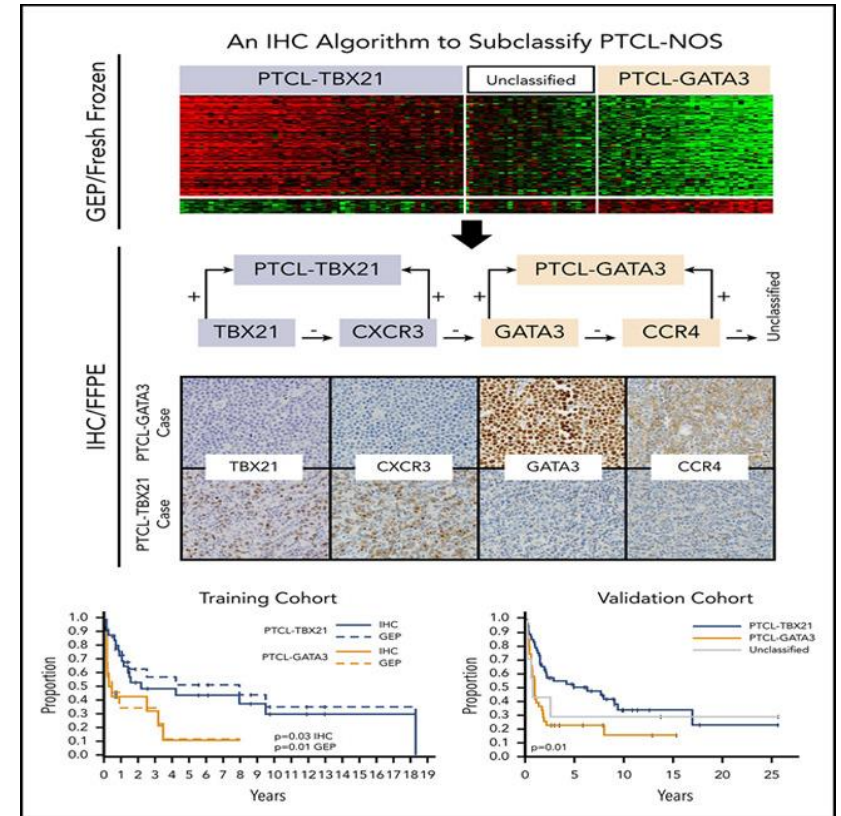 An IHC Algorithm to Subclassify PTCL-NOS
PTCL-TBX21 Unclassified PTCL-GATA3
GEP/Fresh Frozen
PTCL-TBX21 PTCL-GATA3
+ + + +
TBX21 - CXCR3 - GATA3 - CCR4 - Unclassified
IHC/FFPE
PTCL-GATA3
Case
TBX21 CXCR3 GATA3 CCR4
PTCL-TBX21
Case
Training Cohort
Proportion
1.0
0.9
0.8
0.7
0.6
0.5
0.4
0.3
0.2
0.1
0.0
PTCL-TBX21 IHC
GEP
PTCL-GATA3 IHC
GEP
p=0.03 IHC
p=0.01 GEP
0 1 2 3 4 5 6 7 8 9 10 11 12 13 14 15 16 17 18 19
Years
Validation Cohort
Proportion
1.0
0.9
0.8
0.7
0.6
0.5
0.4
0.3
0.2
0.1
0.0
PTCL-TBX21
PTCL-GATA3
Unclassified
p=0.01
0 5 10 15 20 25
Years